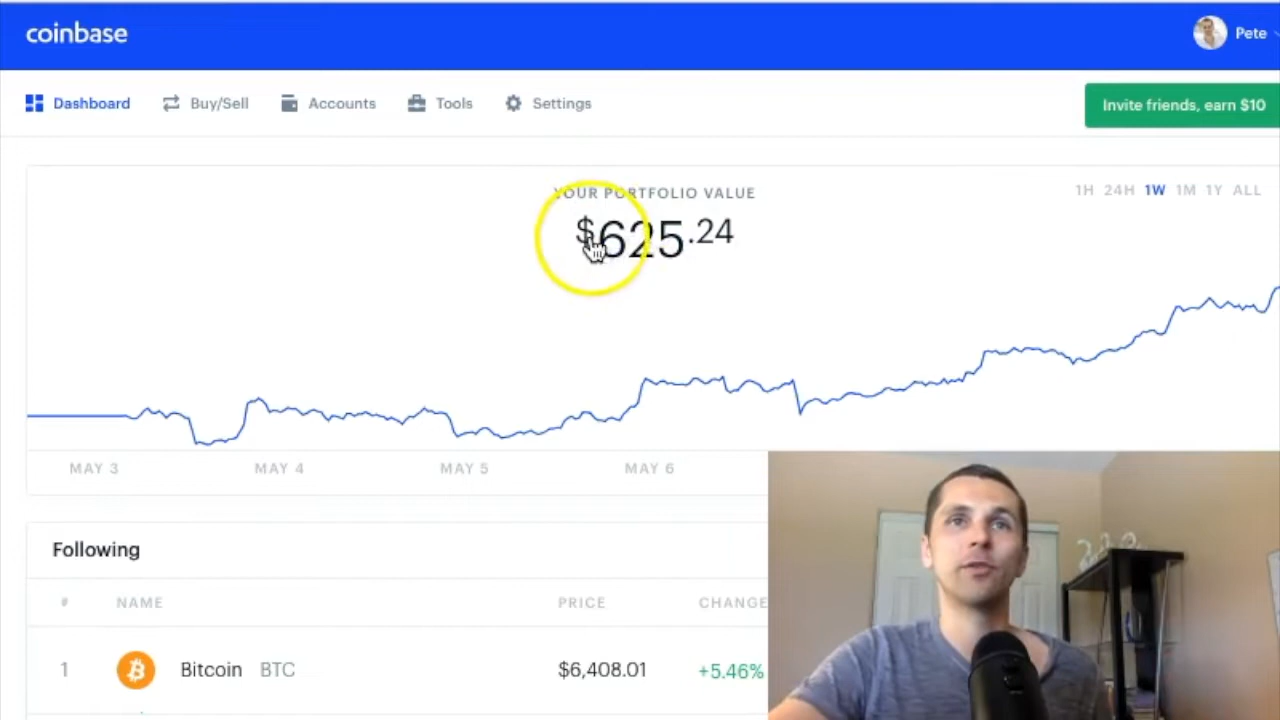 coinbase
Pete
Dashboard Buy/Sell Accounts Tools Settings
Invite friends, earn $10
YOUR PORTFOLIO VALUE
1H 24H 1W 1M 1Y ALL
$625.24
MAY 3 MAY 4 MAY 5 MAY 6
Following
# NAME PRICE CHANGE
1 Bitcoin BTC $6,408.01 +5.46%